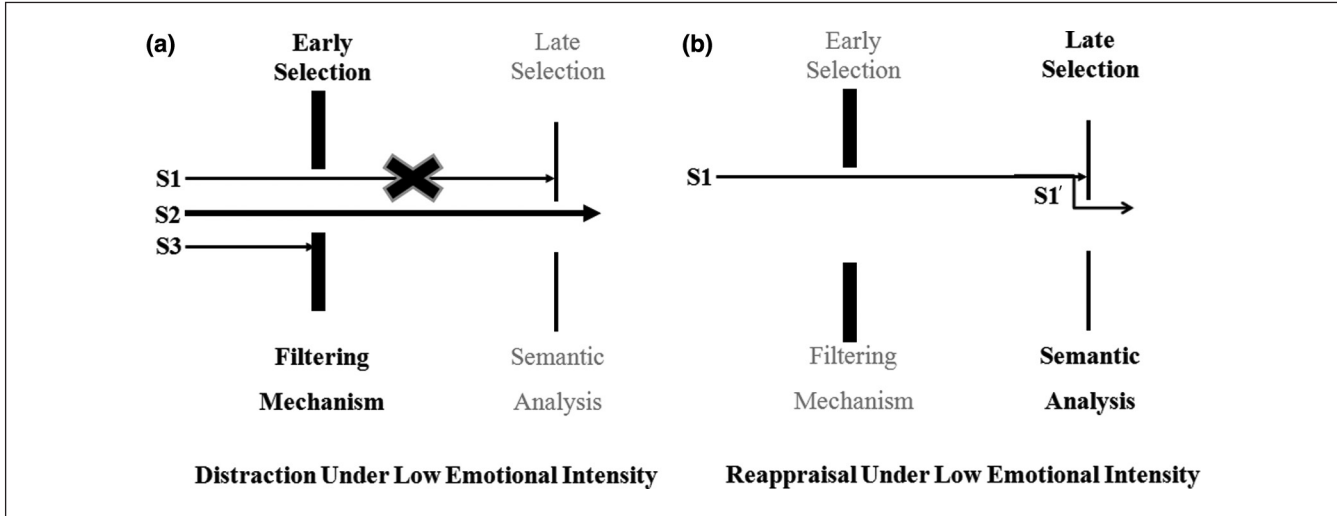 (a)
Early
Selection
Late
Selection
S1
S2
S3
Filtering
Mechanism
Semantic
Analysis
Distraction Under Low Emotional Intensity
(b)
Early
Selection
Late
Selection
S1
S1′
Filtering
Mechanism
Semantic
Analysis
Reappraisal Under Low Emotional Intensity